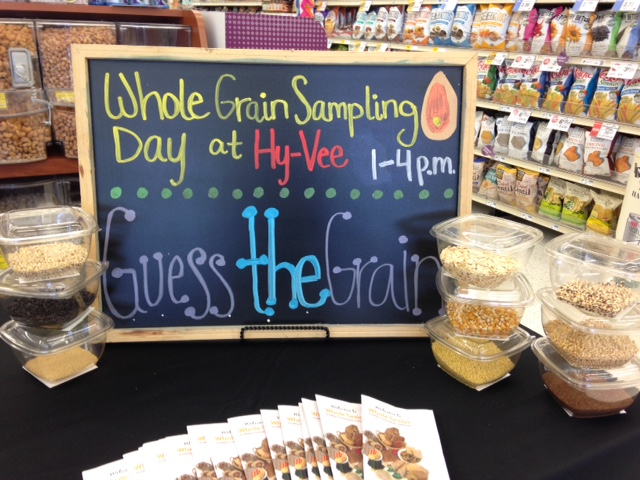 Whole Grain Sampling
Day at Hy-Vee 1-4 p.m.
Guess the Grain